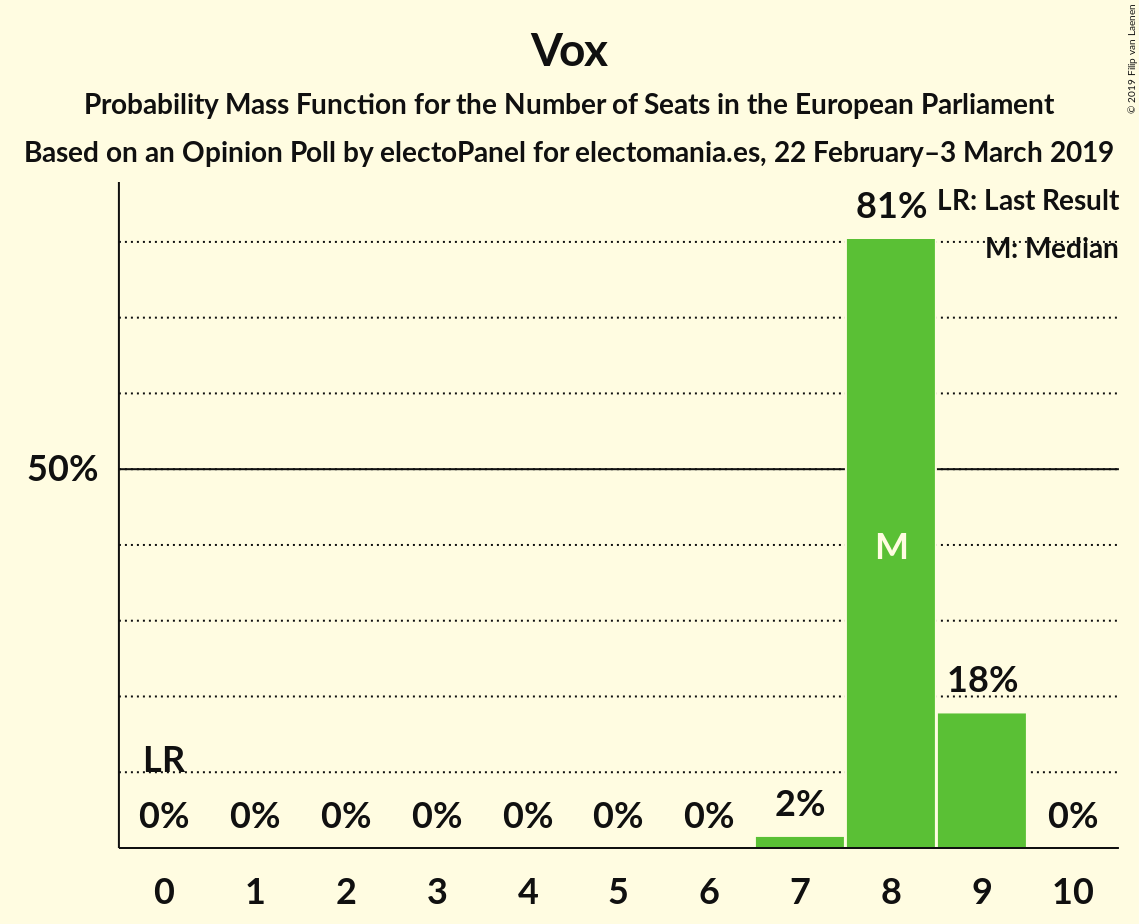 Vox
Probability Mass Function for the Number of Seats in the European Parliament
Based on an Opinion Poll by electoPanel for electomania.es, 22 February–3 March 2019
© 2019 Filip van Laenen
LR: Last Result
M: Median
81%
50%
M
18%
LR
0% 0% 0% 0% 0% 0% 0% 2% 0%
0 1 2 3 4 5 6 7 8 9 10